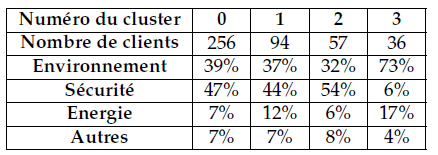 Numéro du cluster 0 1 2 3
Nombre de clients 256 94 57 36
Environnement 39% 37% 32% 73%
Sécurité 47% 44% 54% 6%
Energie 7% 12% 6% 17%
Autres 7% 7% 8% 4%